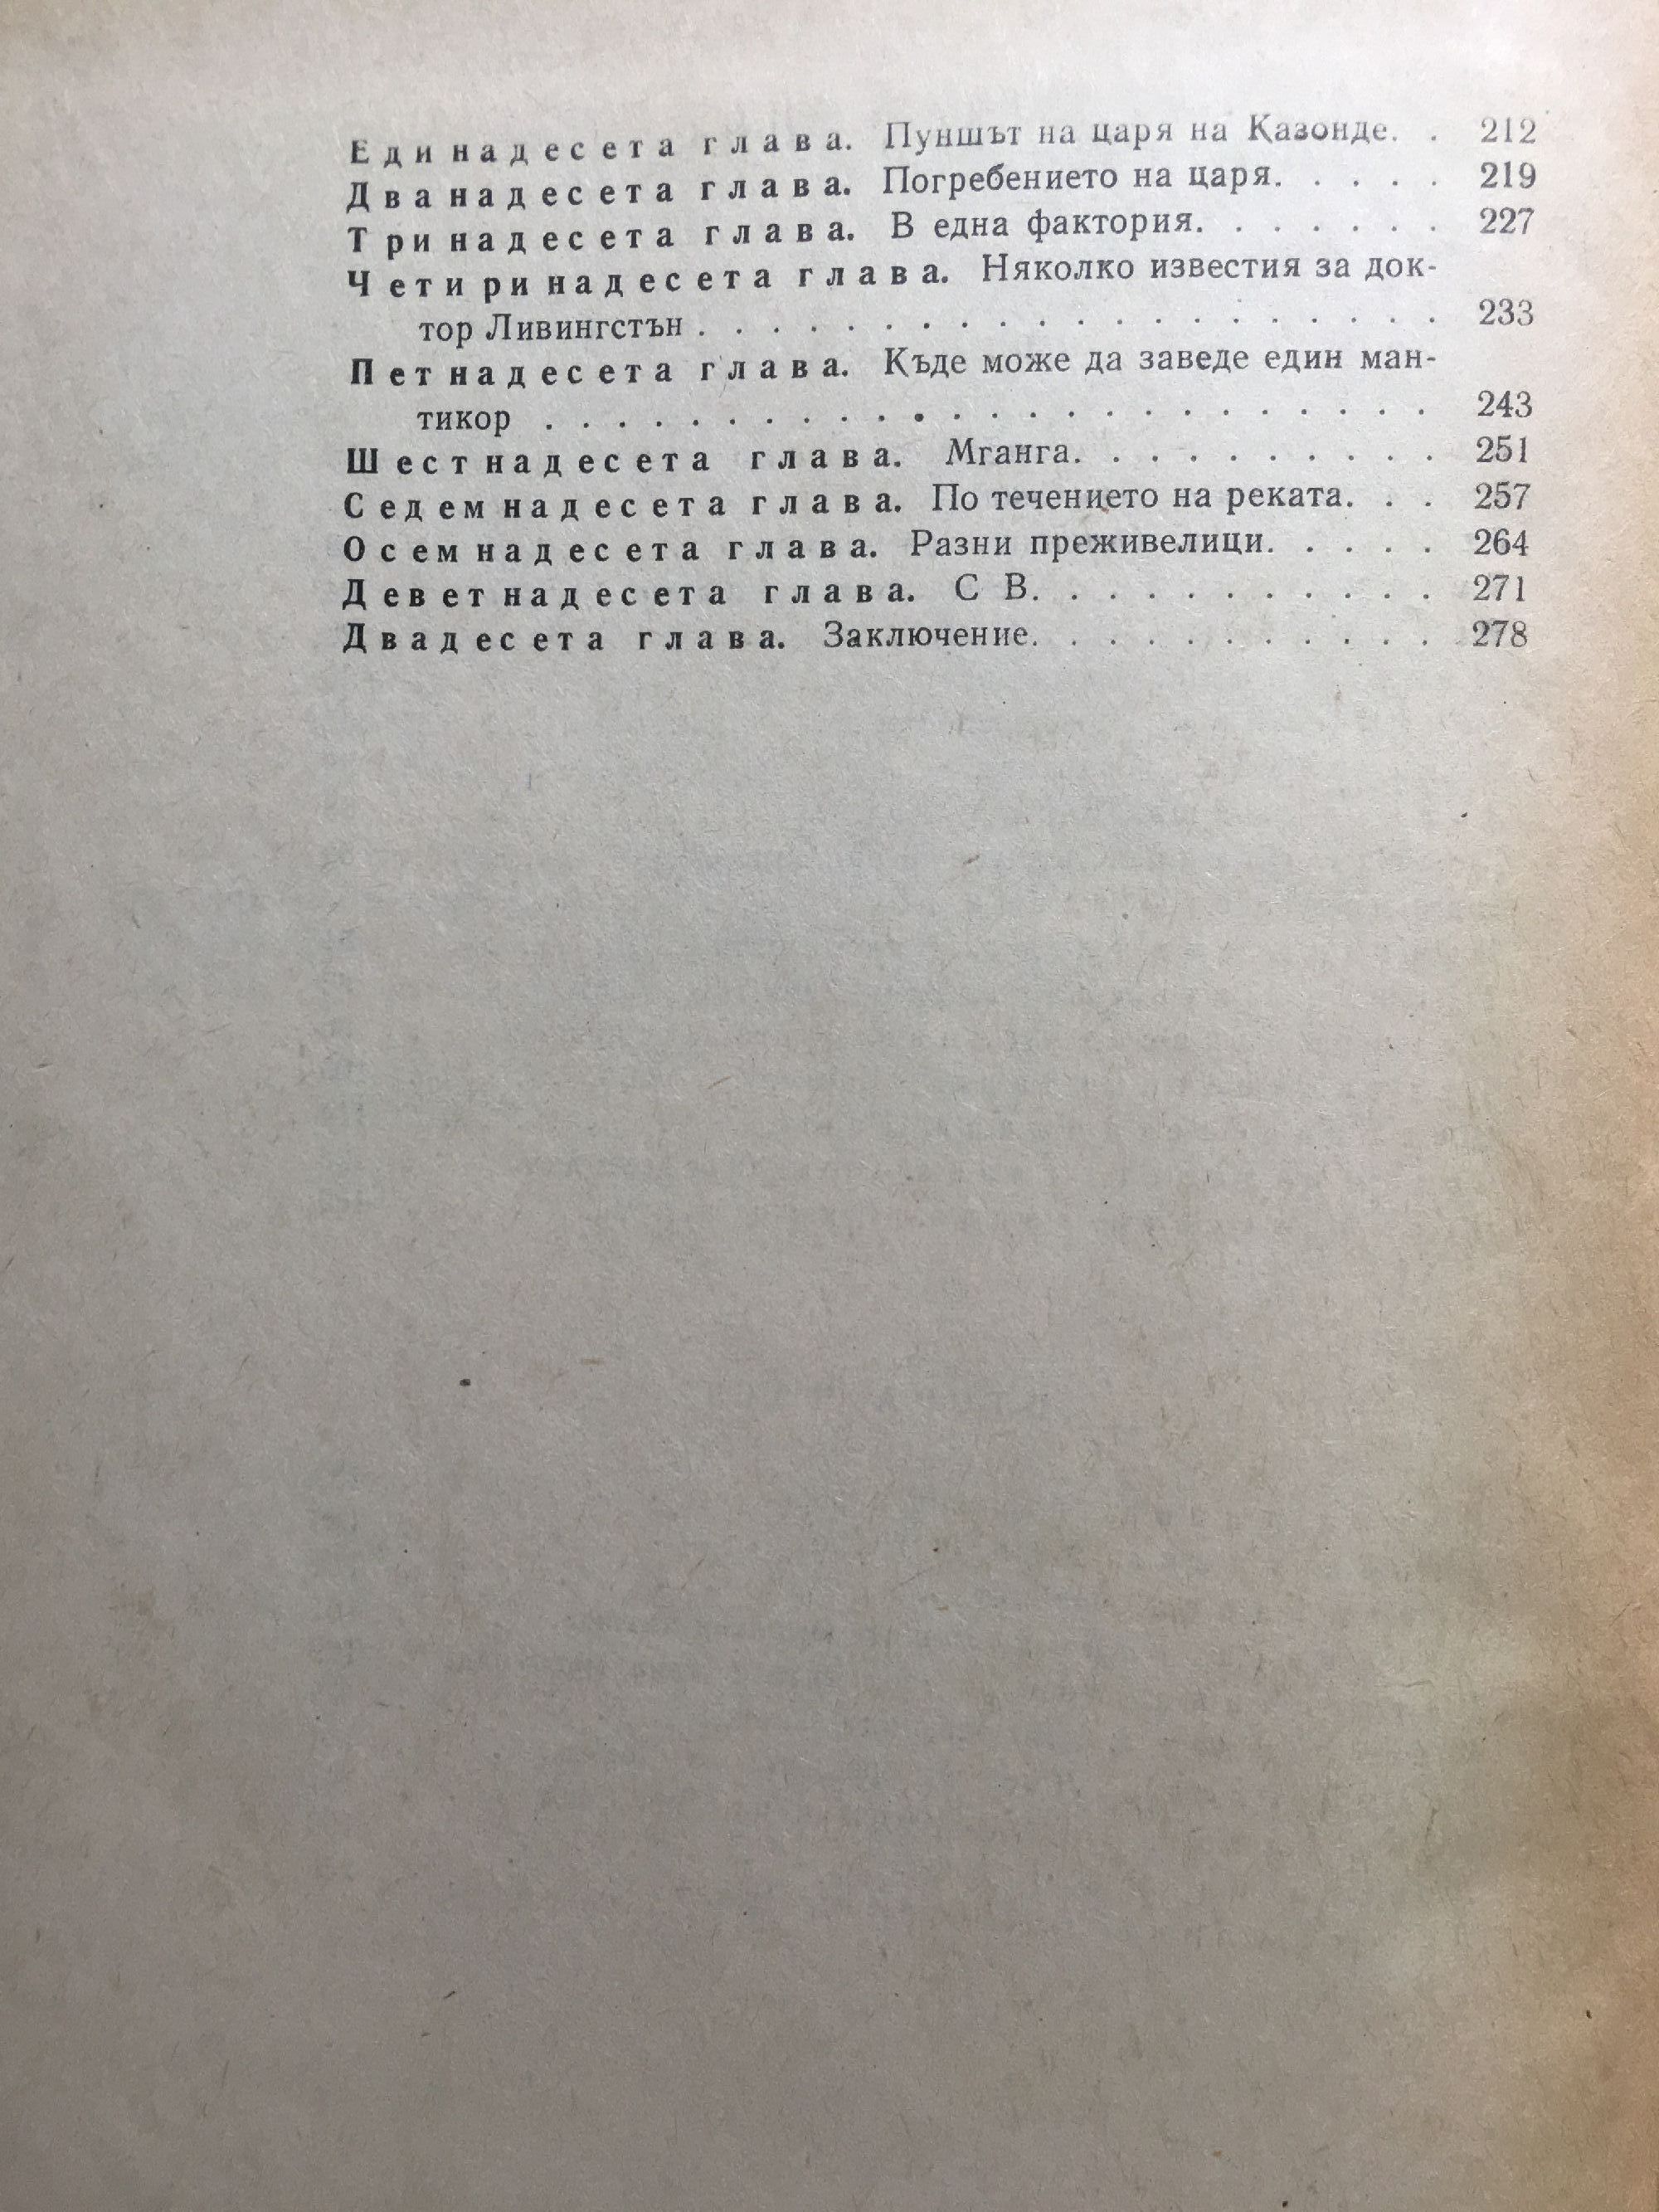 Единадесета глава. Пуншът на царя на Казонде. . 212
Дванадесета глава. Погребението на царя. . . . . 219
Тринадесета глава. В една фактория. . . . . . . 227
Четиринадесета глава. Няколко известия за док-
тор Ливингстън . . . . . . . . . . . . . . . . . . . . 233
Петнадесета глава. Къде може да заведе един ман-
тикор . . . . . . . . . . . . . . . . . . . . . . . . . 243
Шестнадесета глава. Мганга. . . . . . . . . . 251
Седемнадесета глава. По течението на реката. . . 257
Осемнадесета глава. Разни преживелици. . . . . 264
Деветнадесета глава. С В. . . . . . . . . . . . 271
Двадесета глава. Заключение. . . . . . . . . . . 278